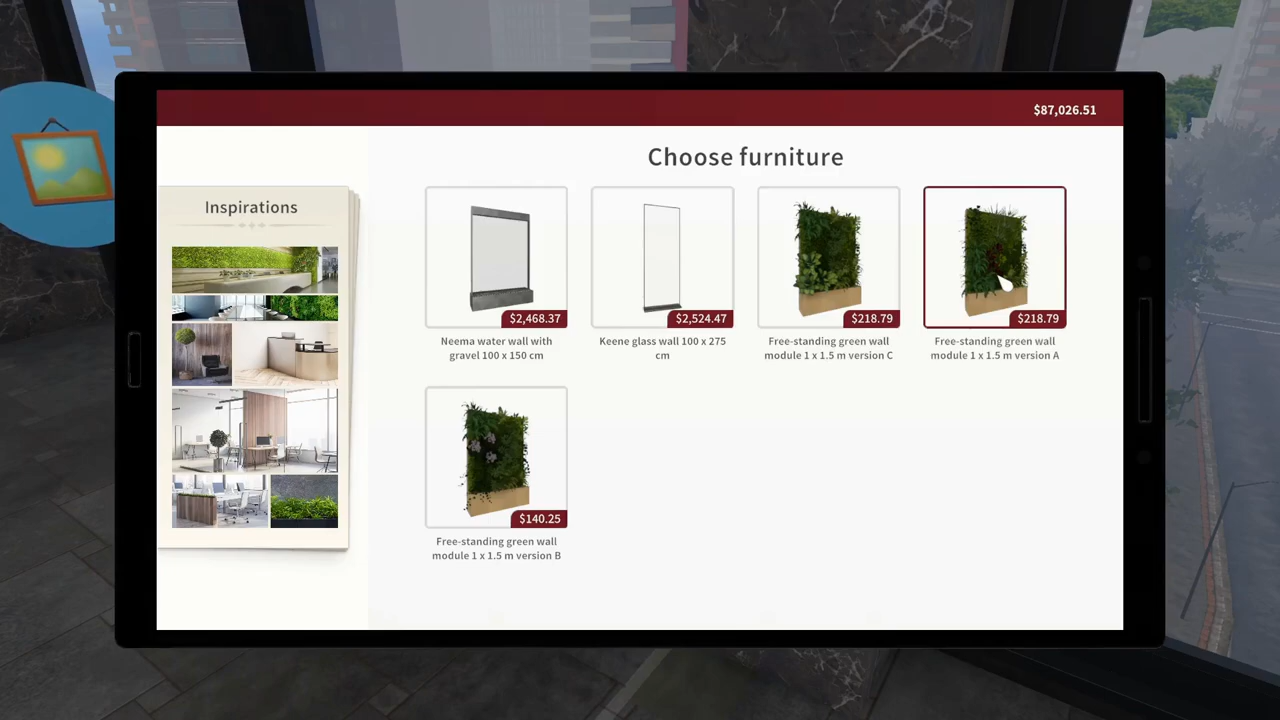 $87,026.51
Choose furniture
Inspirations
$2,468.37
$2,524.47
$218.79
$218.79
Neema water wall with
gravel 100 x 150 cm
Keene glass wall 100 x 275
cm
Free-standing green wall
module 1 x 1.5 m version C
Free-standing green wall
module 1 x 1.5 m version A
$140.25
Free-standing green wall
module 1 x 1.5 m version B